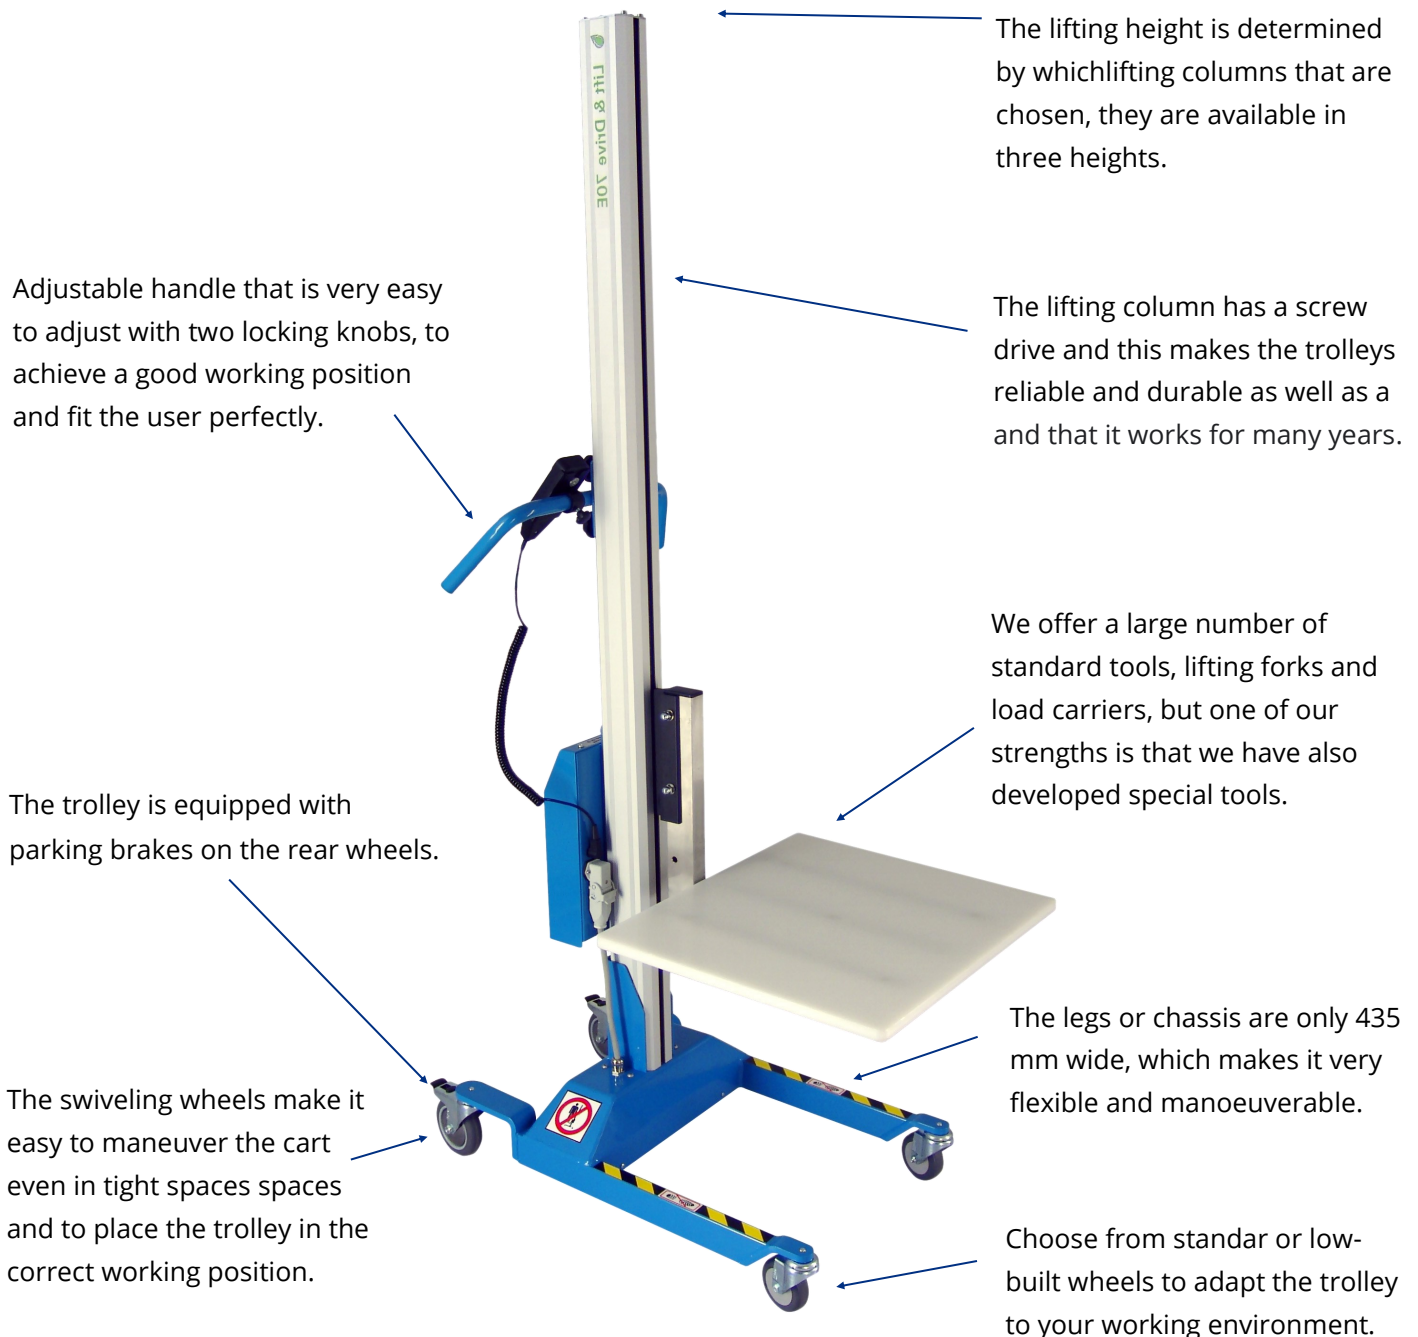 The lifting height is determined
by whichlifting columns that are
chosen, they are available in
three heights.
Lift & Drive 70E
Adjustable handle that is very easy
to adjust with two locking knobs, to
achieve a good working position
and fit the user perfectly.
The lifting column has a screw
drive and this makes the trolleys
reliable and durable as well as a
and that it works for many years.
We offer a large number of
standard tools, lifting forks and
load carriers, but one of our
strengths is that we have also
developed special tools.
The trolley is equipped with
parking brakes on the rear wheels.
The legs or chassis are only 435
mm wide, which makes it very
flexible and manoeuverable.
The swiveling wheels make it
easy to maneuver the cart
even in tight spaces spaces
and to place the trolley in the
correct working position.
Choose from standar or low-
built wheels to adapt the trolley
to your working environment.